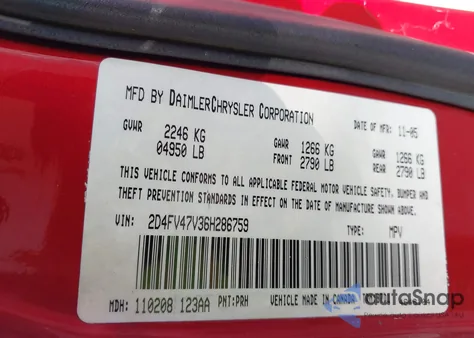 MFD BY DAIMLERCHRYSLER CORPORATION DATE OF MFR: 11-05
GVWR 2246 KG GAWR 1266 KG GAWR 1266 KG
04950 LB FRONT 2790 LB REAR 2790 LB
THIS VEHICLE CONFORMS TO ALL APPLICABLE FEDERAL MOTOR VEHICLE SAFETY, BUMPER AND
THEFT PREVENTION STANDARDS IN EFFECT ON THE DATE OF MANUFACTURE SHOWN ABOVE.
VIN: 2D4FV47V36H286759 TYPE: MPV
MDH: 110208 123AA PNT: PRH VEHICLE MADE IN CANADA
autoSnap